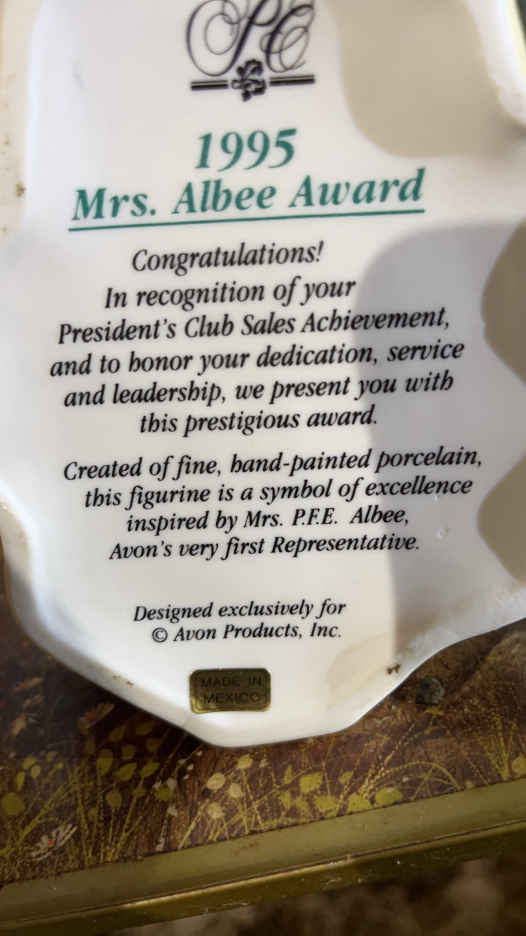 1995
Mrs. Albee Award
Congratulations!
In recognition of your
President's Club Sales Achievement,
and to honor your dedication, service
and leadership, we present you with
this prestigious award.
Created of fine, hand-painted porcelain,
this figurine is a symbol of excellence
inspired by Mrs. P.F.E. Albee,
Avon's very first Representative.
Designed exclusively for
© Avon Products, Inc.
MADE IN
MEXICO